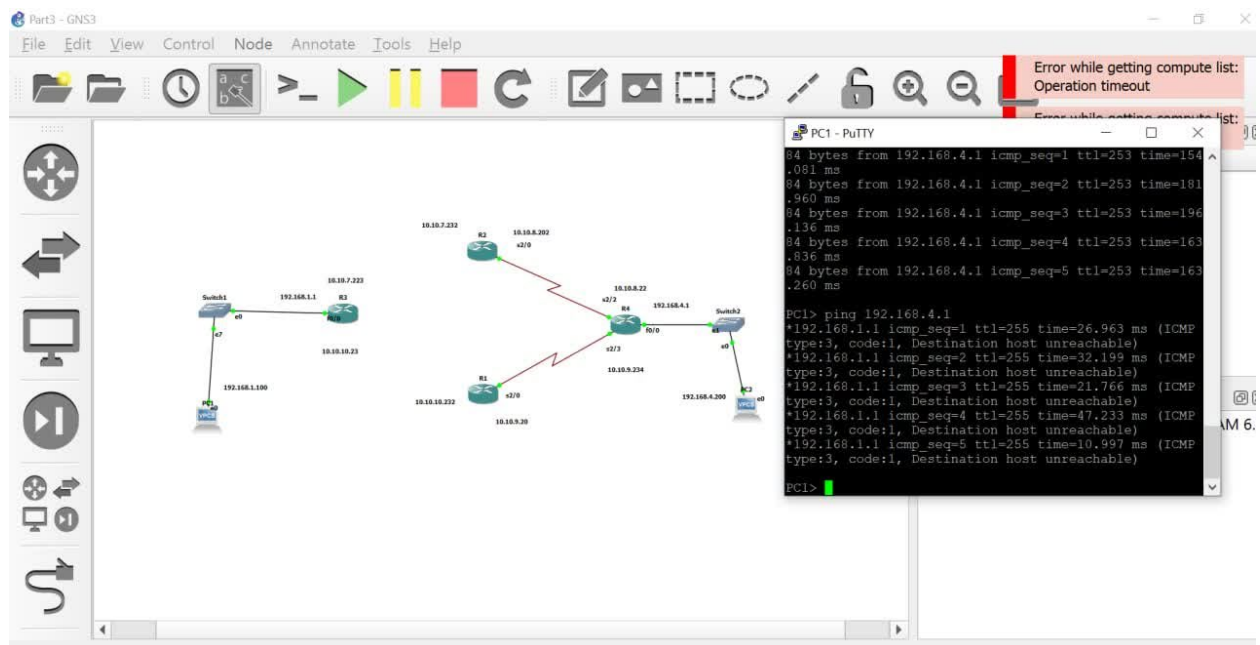 Part3 - GNS3
File Edit View Control Node Annotate Tools Help
Error while getting compute list:
Operation timeout
Error while getting compute list:
PC1 - PuTTY
84 bytes from 192.168.4.1 icmp_seq=1 ttl=253 time=154
.081 ms
84 bytes from 192.168.4.1 icmp_seq=2 ttl=253 time=181
.960 ms
84 bytes from 192.168.4.1 icmp_seq=3 ttl=253 time=196
.136 ms
84 bytes from 192.168.4.1 icmp_seq=4 ttl=253 time=163
.836 ms
84 bytes from 192.168.4.1 icmp_seq=5 ttl=253 time=163
.260 ms
PC1> ping 192.168.4.1
*192.168.1.1 icmp_seq=1 ttl=255 time=26.963 ms (ICMP
type:3, code:1, Destination host unreachable)
*192.168.1.1 icmp_seq=2 ttl=255 time=32.199 ms (ICMP
type:3, code:1, Destination host unreachable)
*192.168.1.1 icmp_seq=3 ttl=255 time=21.766 ms (ICMP
type:3, code:1, Destination host unreachable)
*192.168.1.1 icmp_seq=4 ttl=255 time=47.233 ms (ICMP
type:3, code:1, Destination host unreachable)
*192.168.1.1 icmp_seq=5 ttl=255 time=10.997 ms (ICMP
type:3, code:1, Destination host unreachable)
PC1>
10.10.7.232
R2
10.10.8.202
s2/0
10.10.7.223
Switch1
192.168.1.1
R3
e0
f0/0
e7
10.10.10.23
192.168.1.100
PC1
VPCS
10.10.8.22
s2/2
R4
192.168.4.1
Switch2
f0/0
e1
s2/3
e0
10.10.9.234
R1
10.10.10.232
s2/0
10.10.9.20
192.168.4.200
PC2
e0
VPCS
AM 6.